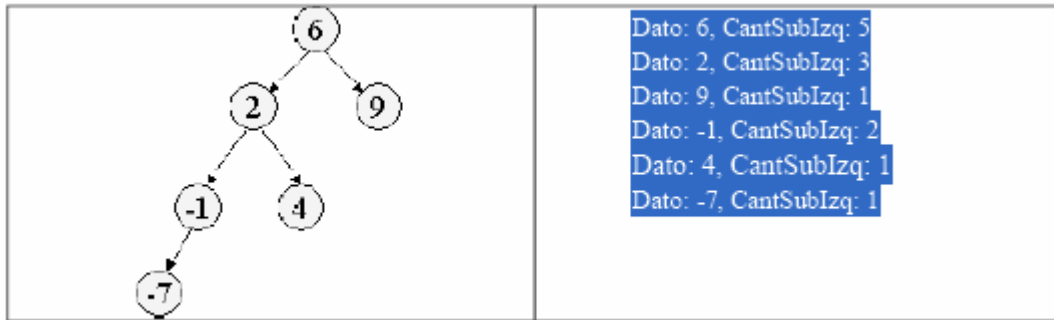 6
2
9
-1
4
-7
Dato: 6, CantSubIzq: 5
Dato: 2, CantSubIzq: 3
Dato: 9, CantSubIzq: 1
Dato: -1, CantSubIzq: 2
Dato: 4, CantSubIzq: 1
Dato: -7, CantSubIzq: 1